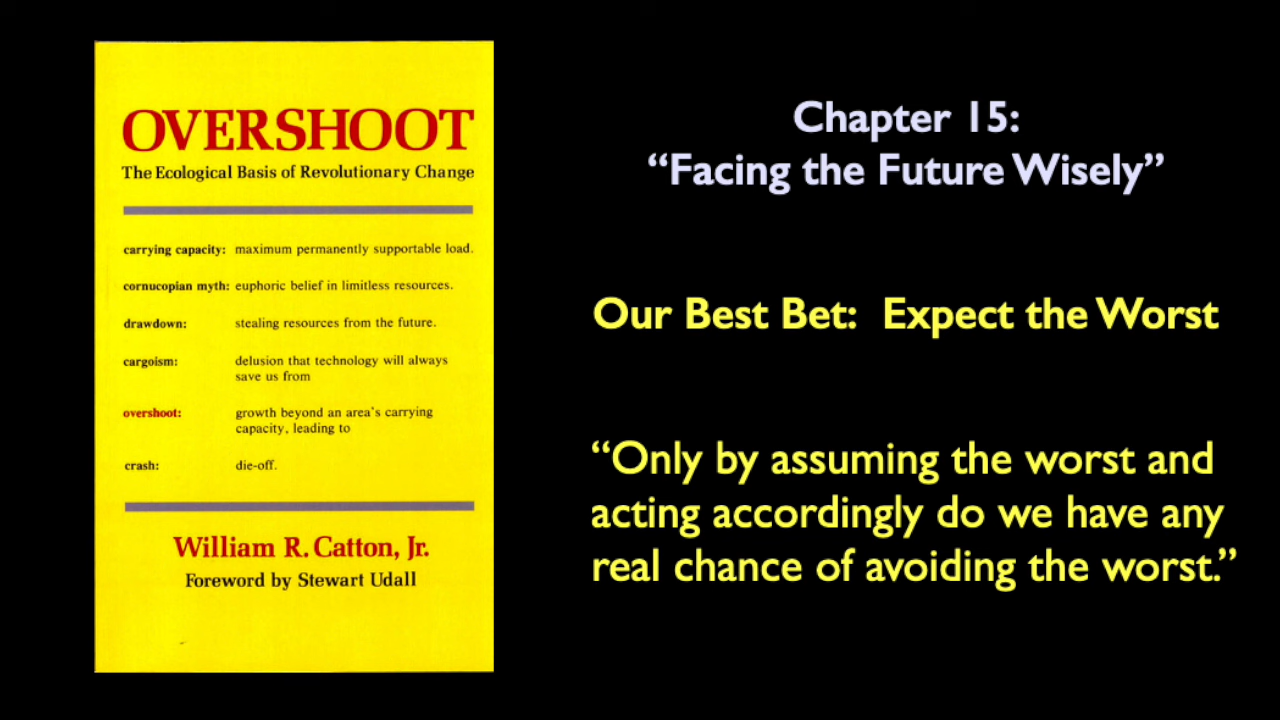 OVERSHOOT
The Ecological Basis of Revolutionary Change
carrying capacity: maximum permanently supportable load.
cornucopian myth: euphoric belief in limitless resources.
drawdown: stealing resources from the future.
cargoism: delusion that technology will always
save us from
overshoot: growth beyond an area's carrying
capacity, leading to
crash: die-off.
William R. Catton, Jr.
Foreword by Stewart Udall
Chapter 15:
“Facing the Future Wisely”
Our Best Bet: Expect the Worst
“Only by assuming the worst and
acting accordingly do we have any
real chance of avoiding the worst.”